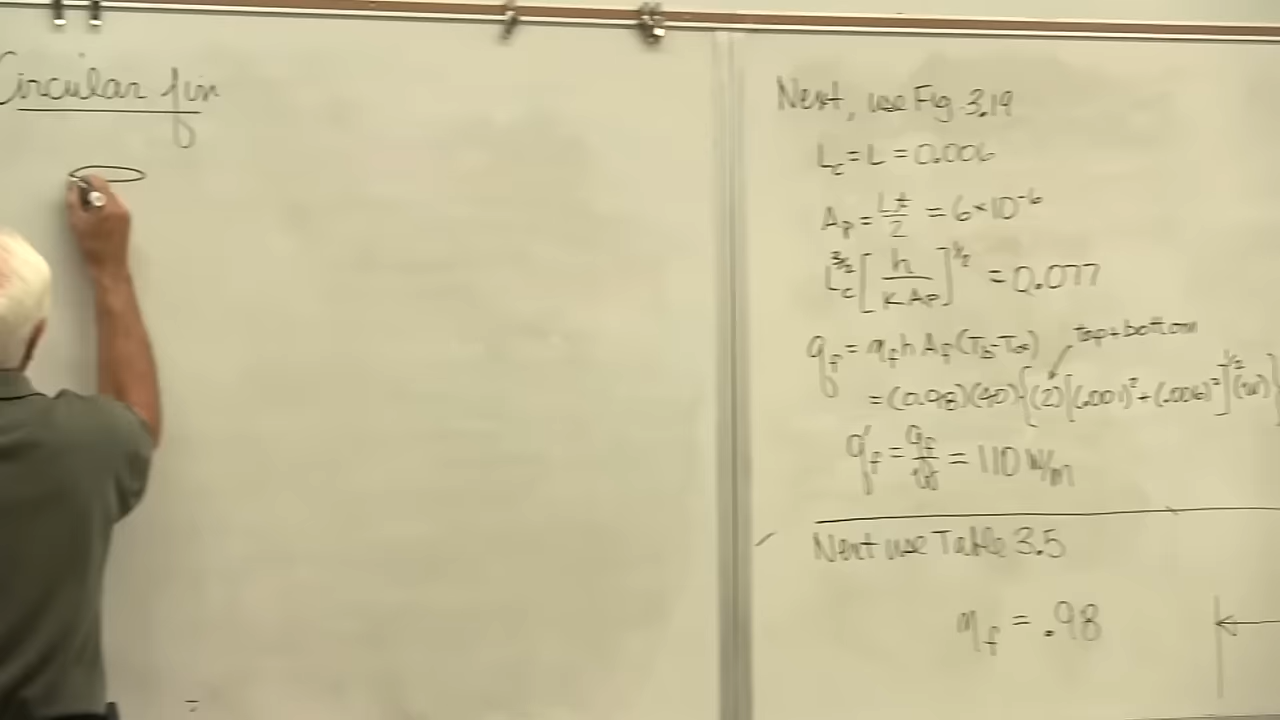 Circular fin
Next, use Fig 3.19
Lc = L = 0.006
Ap = Lt/2 = 6*10^-6
Lc^3/2 [h/KAp]^1/2 = 0.077
top+bottom
qf = ηf h Af (Tb-T∞)
= (0.98)(40){(2)[(.001)²+(.006)²]^1/2
q'f = qf/w = 110 W/m
Next use Table 3.5
ηf = .98